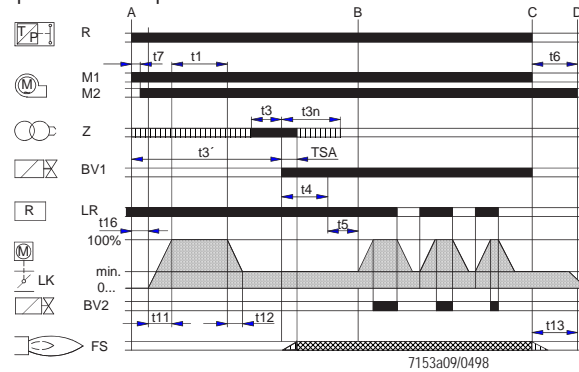 A B C D
T P R
t7 t1 t6
M M1
M2
t3 t3n
Z
t3´ TSA
BV1
t4
R LR
t16 t5
100%
M
min.
LK
0...
BV2
t11 t12 t13
FS
7153a09/0498